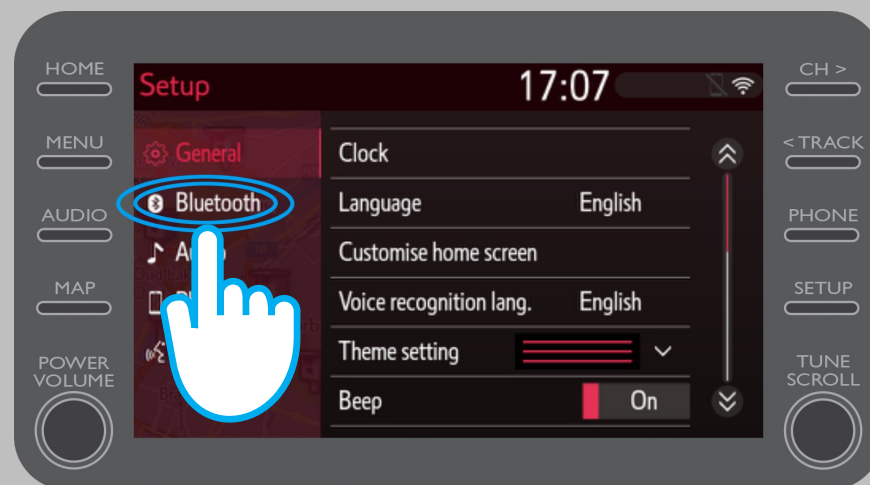 HOME
MENU
AUDIO
MAP
POWER
VOLUME
Setup 17:07
General
Bluetooth
Clock
Language English
Customise home screen
Voice recognition lang. English
Theme setting
Beep On
CH >
< TRACK
PHONE
SETUP
TUNE
SCROLL